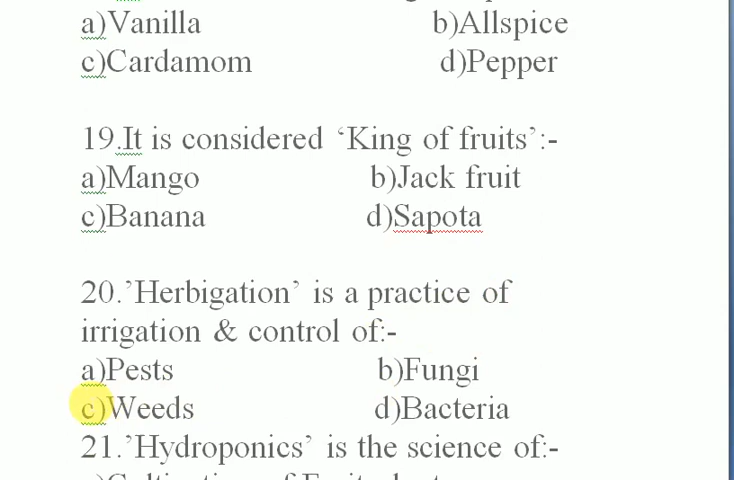 a)Vanilla b)Allspice
c)Cardamom d)Pepper
19.It is considered ‘King of fruits’:-
a)Mango b)Jack fruit
c)Banana d)Sapota
20.’Herbigation’ is a practice of
irrigation & control of:-
a)Pests b)Fungi
c)Weeds d)Bacteria
21.’Hydroponics’ is the science of:-